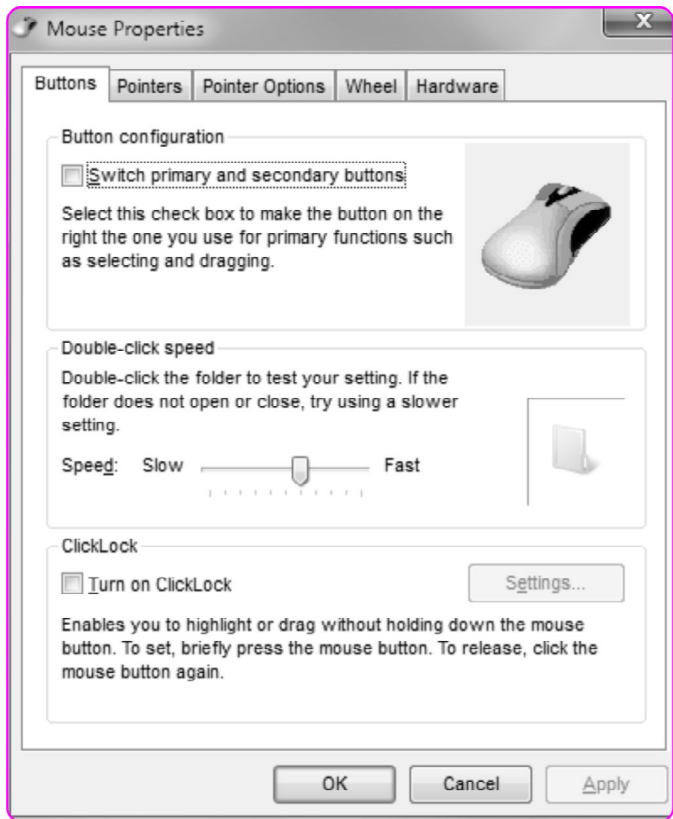 Mouse Properties
X
Buttons Pointers Pointer Options Wheel Hardware
Button configuration
Switch primary and secondary buttons
Select this check box to make the button on the
right the one you use for primary functions such
as selecting and dragging.
Double-click speed
Double-click the folder to test your setting. If the
folder does not open or close, try using a slower
setting.
Speed: Slow Fast
ClickLock
Turn on ClickLock Settings...
Enables you to highlight or drag without holding down the mouse
button. To set, briefly press the mouse button. To release, click the
mouse button again.
OK Cancel Apply